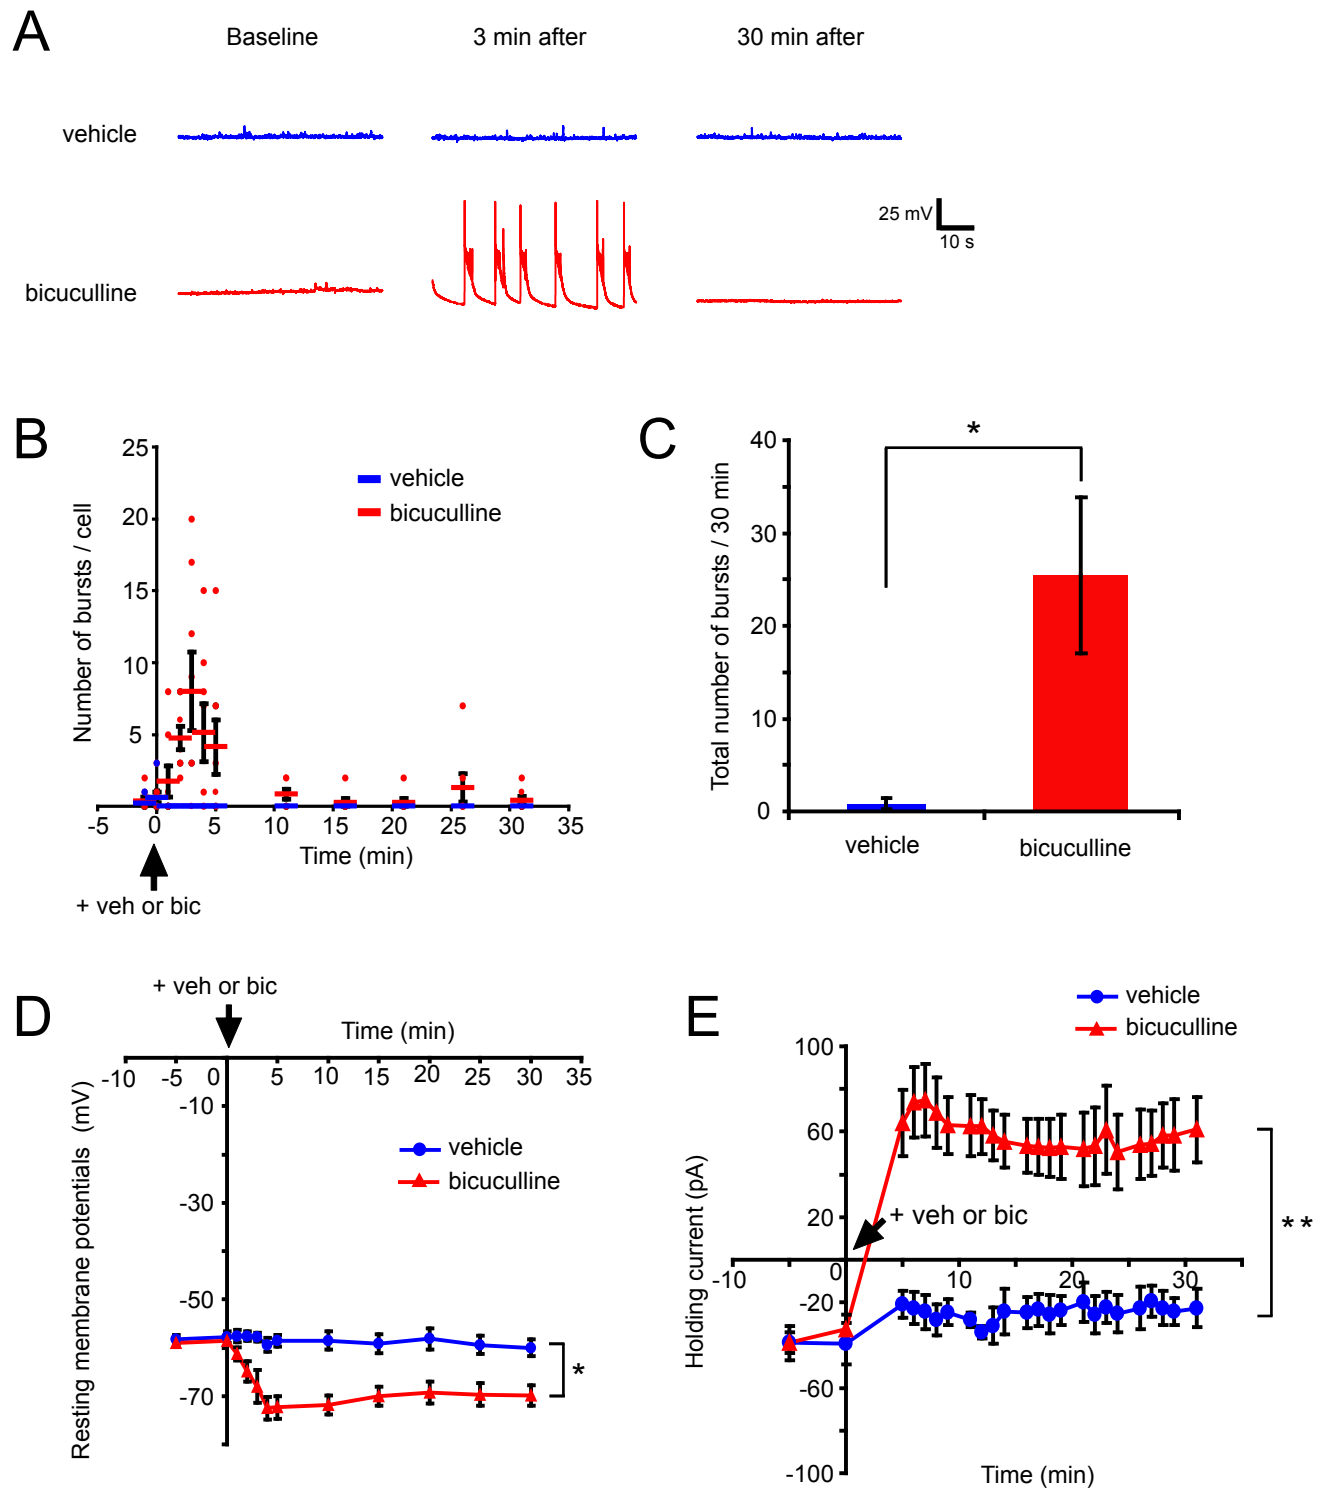 A
Baseline 3 min after 30 min after
vehicle
25 mV
10 s
bicuculline
B
25
20
15
10
5
-5 0 5 10 15 20 25 30 35
Number of bursts / cell
Time (min)
vehicle
bicuculline
+ veh or bic
C
40
30
20
10
0
Total number of bursts / 30 min
*
vehicle bicuculline
D
+ veh or bic
Time (min)
-10 -5 0 5 10 15 20 25 30 35
-10
-30
-50
-70
Resting membrane potentials (mV)
vehicle
bicuculline
*
E
vehicle
bicuculline
100
60
20
-20
-60
-100
-10 0 10 20 30
Holding current (pA)
+ veh or bic
**
Time (min)